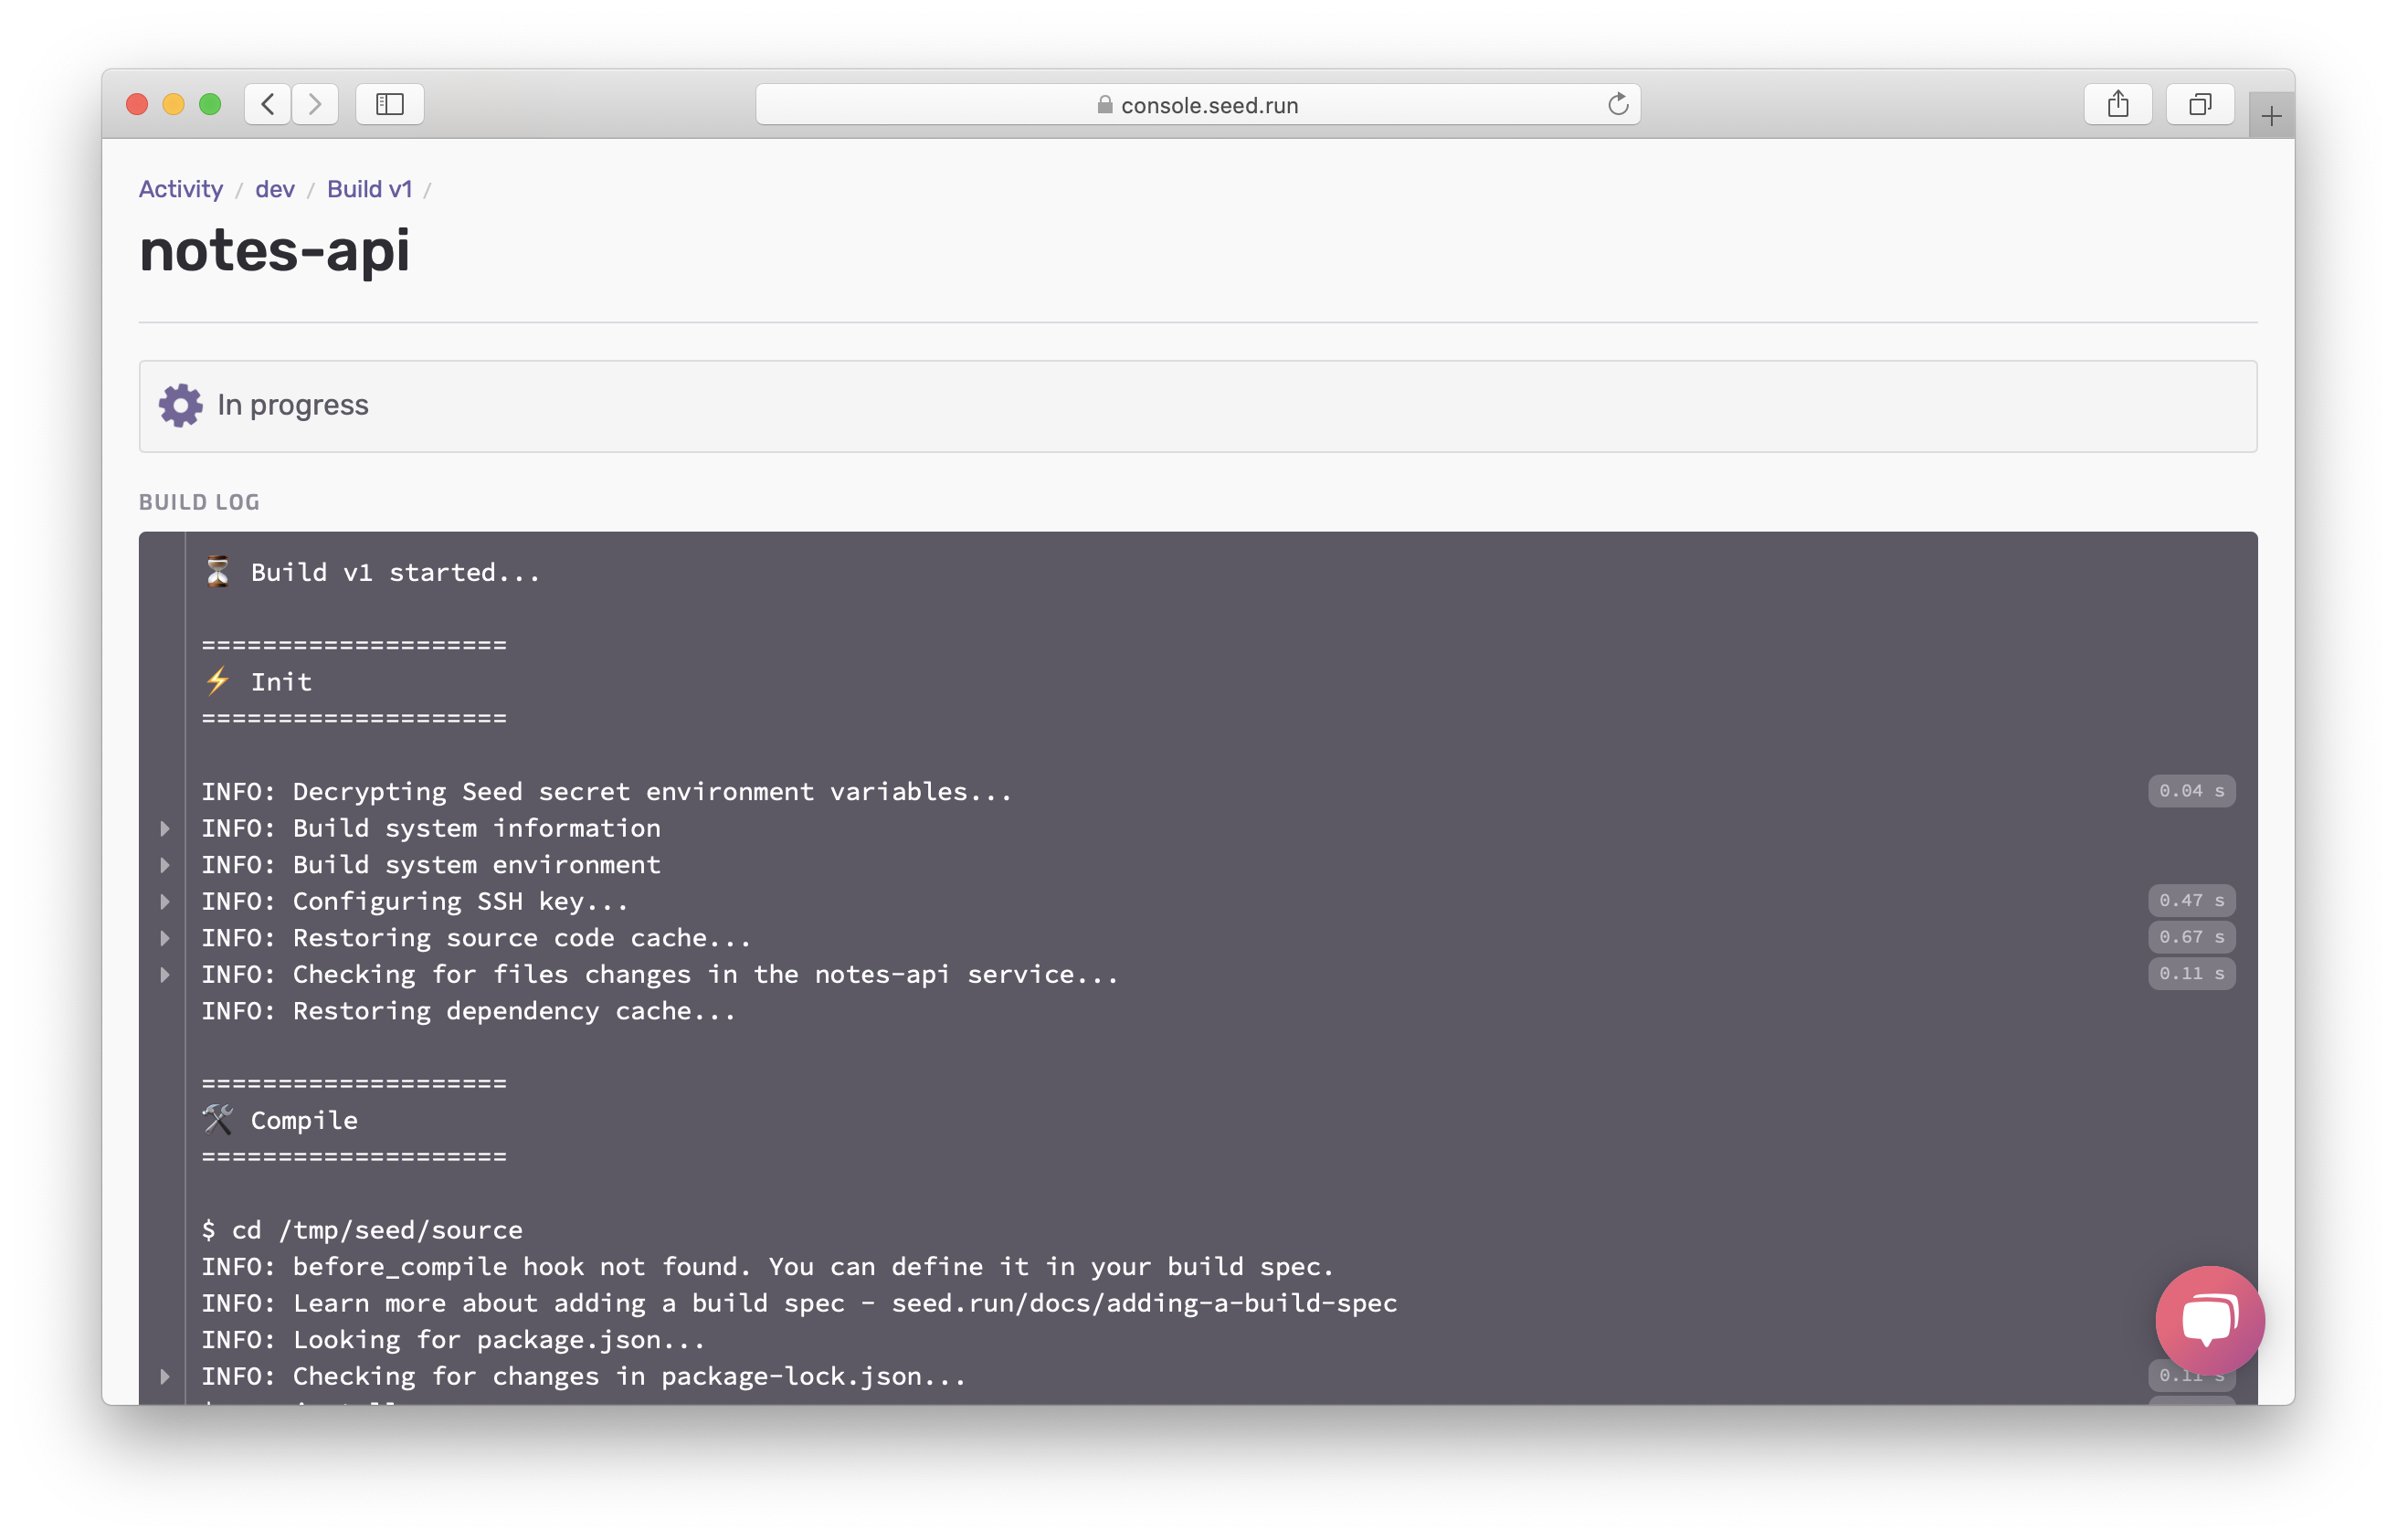 console.seed.run
Activity / dev / Build v1 /
notes-api
In progress
BUILD LOG
⏳ Build v1 started...
====================
⚡ Init
====================
INFO: Decrypting Seed secret environment variables... 0.04 s
INFO: Build system information
INFO: Build system environment
INFO: Configuring SSH key... 0.47 s
INFO: Restoring source code cache... 0.67 s
INFO: Checking for files changes in the notes-api service... 0.11 s
INFO: Restoring dependency cache...
====================
🛠 Compile
====================
$ cd /tmp/seed/source
INFO: before_compile hook not found. You can define it in your build spec.
INFO: Learn more about adding a build spec - seed.run/docs/adding-a-build-spec
INFO: Looking for package.json...
INFO: Checking for changes in package-lock.json... 0.11 s